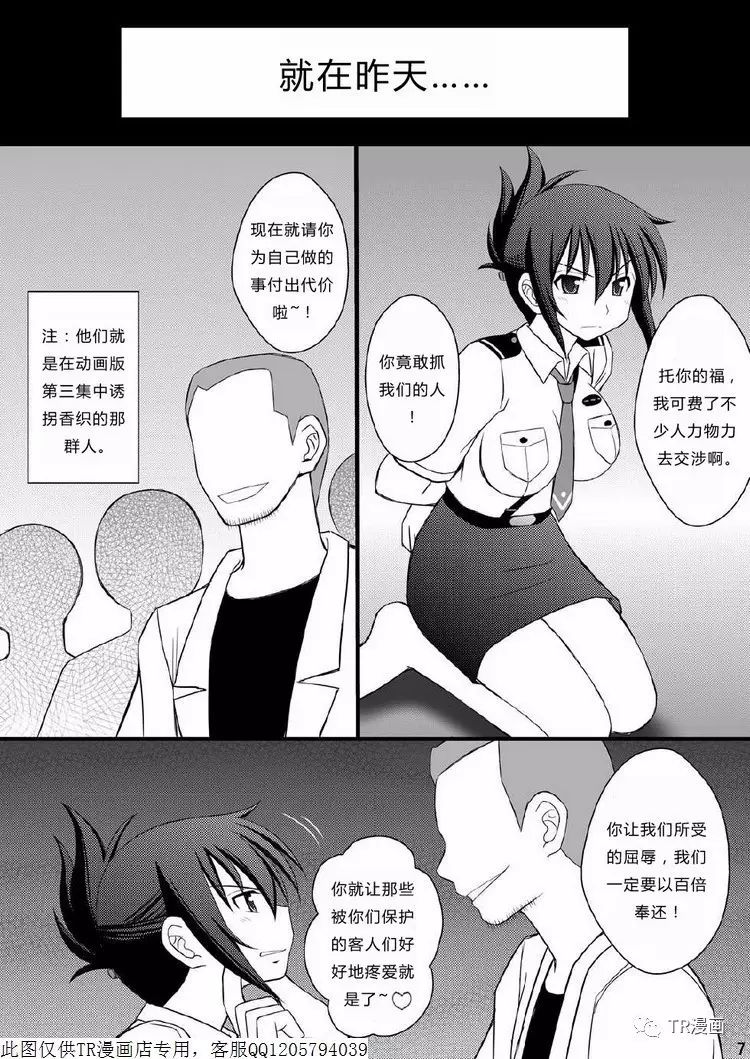 就在昨天……
你竟敢抓
我们的人
！
托你的福，
我可费了不
少人力物力
去交涉啊。
现在就请你
为自己做的
事付出代价
啦~！
注：他们就
是在动画版
第三集中诱
拐香织的那
群人。
你让我们所受
的屈辱，我们
一定要以百倍
奉还！
你就让那些
被你们保护
的客人们好
好地疼爱就
是了~♡
TR漫画
此图仅供TR漫画店专用，客服QQ1205794039
7